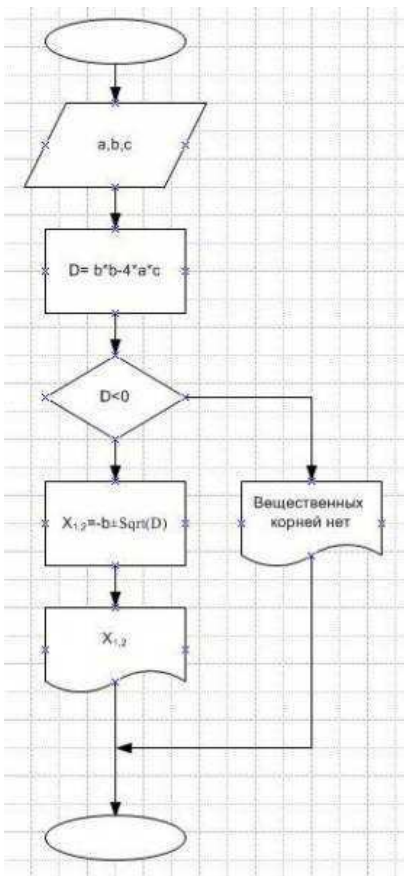 a,b,c
D= b*b-4*a*c
D<0
X₁,₂=-b±Sqrt(D)
Вещественных
корней нет
X₁,₂